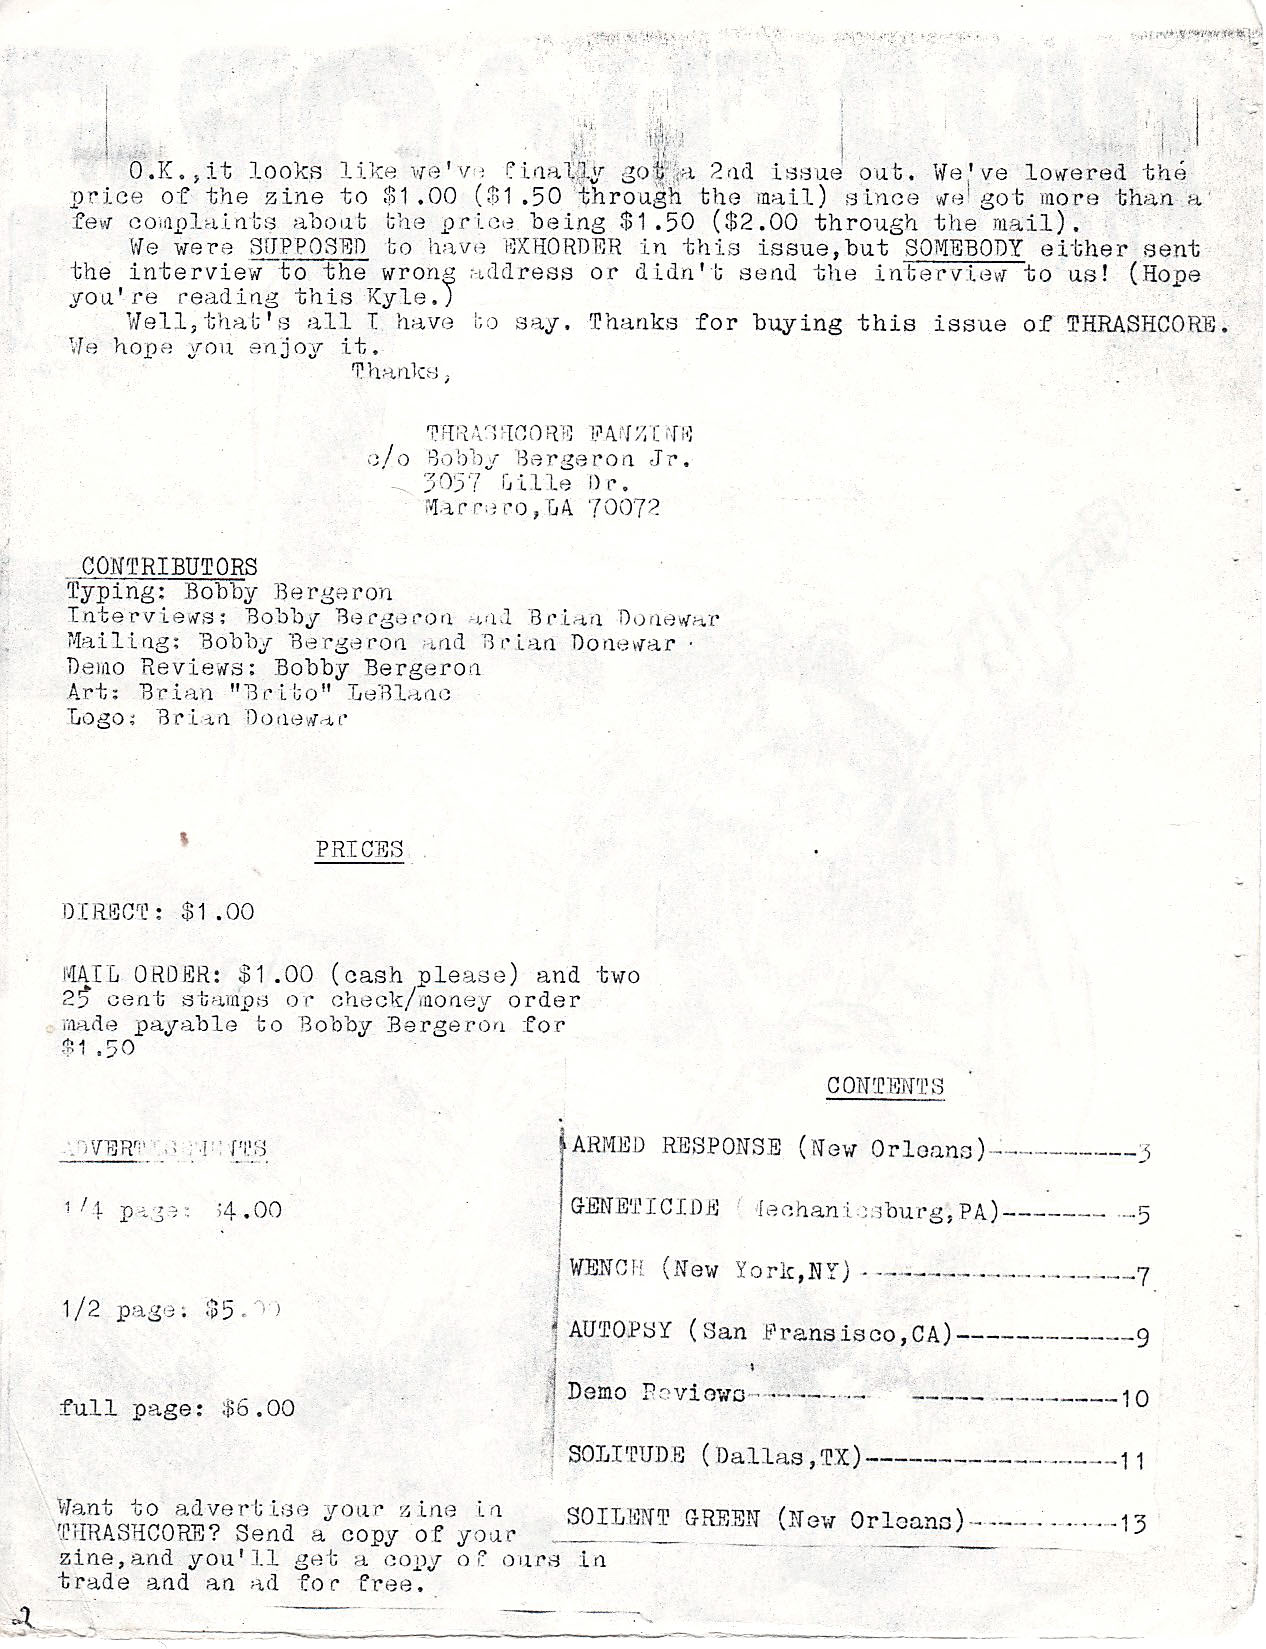 O.K.,it looks like we've finally got a 2nd issue out. We've lowered the
price of the zine to $1.00 ($1.50 through the mail) since we got more than a
few complaints about the price being $1.50 ($2.00 through the mail).
We were SUPPOSED to have EXHORDER in this issue,but SOMEBODY either sent
the interview to the wrong address or didn't send the interview to us! (Hope
you're reading this Kyle.)
Well,that's all I have to say. Thanks for buying this issue of THRASHCORE.
We hope you enjoy it.
Thanks,
THRASHCORE FANZINE
c/o Bobby Bergeron Jr.
3057 Lille Dr.
Marrero,LA 70072
CONTRIBUTORS
Typing: Bobby Bergeron
Interviews: Bobby Bergeron and Brian Donewar
Mailing: Bobby Bergeron and Brian Donewar
Demo Reviews: Bobby Bergeron
Art: Brian "Brito" LeBlanc
Logo: Brian Donewar
PRICES
DIRECT: $1.00
MAIL ORDER: $1.00 (cash please) and two
25 cent stamps or check/money order
made payable to Bobby Bergeron for
$1.50
ADVERTISEMENTS
1/4 page: $4.00
1/2 page: $5.00
full page: $6.00
Want to advertise your zine in
THRASHCORE? Send a copy of your
zine,and you'll get a copy of ours in
trade and an ad for free.
CONTENTS
ARMED RESPONSE (New Orleans)-------------3
GENETICIDE (Mechanicsburg,PA)---------5
WENCH (New York,NY)-----------------------7
AUTOPSY (San Fransisco,CA)---------------9
Demo Reviews-----------------------------10
SOLITUDE (Dallas,TX)---------------------11
SOILENT GREEN (New Orleans)------------13
2